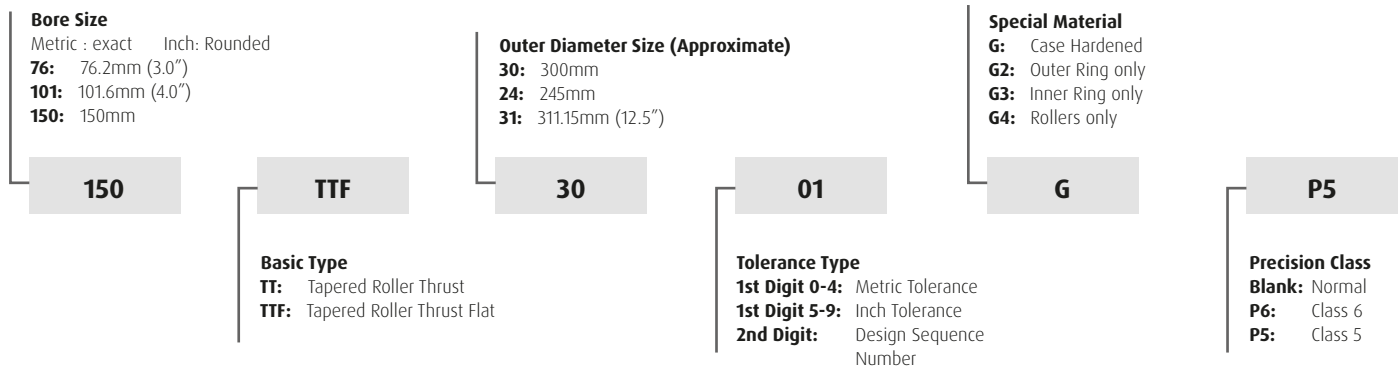 Bore Size
Metric : exact Inch: Rounded
76: 76.2mm (3.0”)
101: 101.6mm (4.0”)
150: 150mm
Outer Diameter Size (Approximate)
30: 300mm
24: 245mm
31: 311.15mm (12.5”)
Special Material
G: Case Hardened
G2: Outer Ring only
G3: Inner Ring only
G4: Rollers only
150 TTF 30 01 G P5
Basic Type
TT: Tapered Roller Thrust
TTF: Tapered Roller Thrust Flat
Tolerance Type
1st Digit 0-4: Metric Tolerance
1st Digit 5-9: Inch Tolerance
2nd Digit: Design Sequence
Number
Precision Class
Blank: Normal
P6: Class 6
P5: Class 5